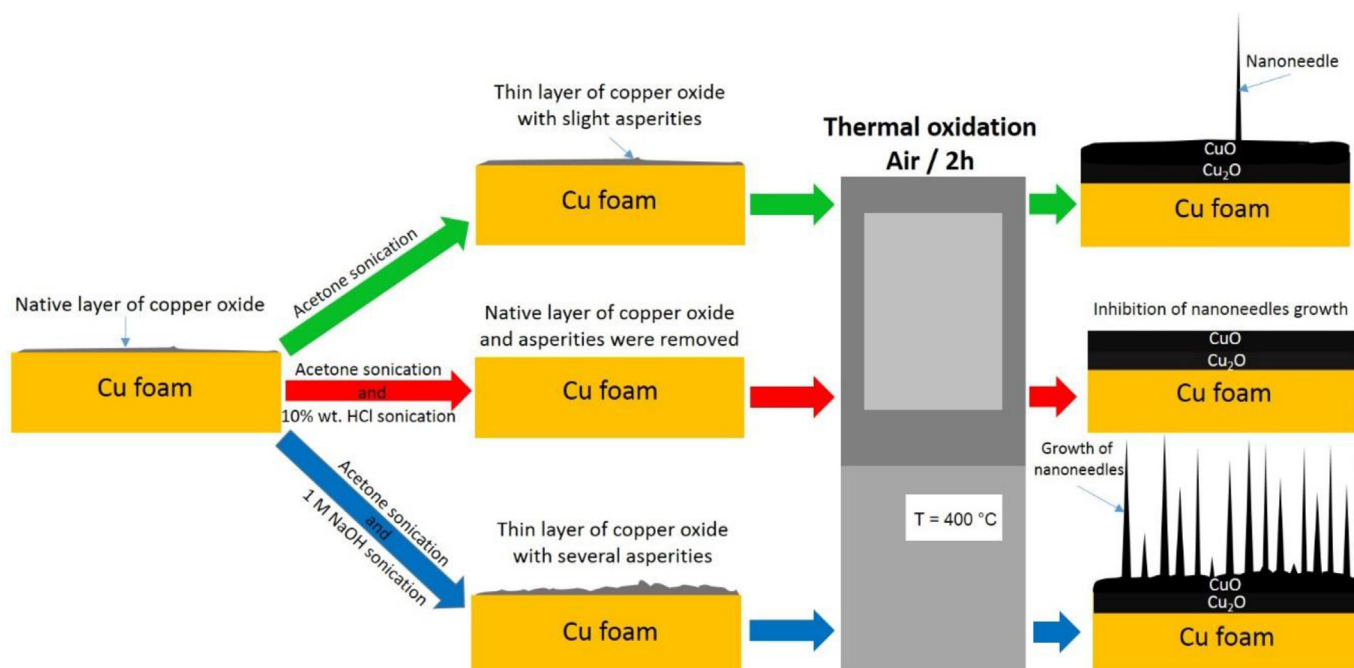 Native layer of copper oxide
Cu foam
Acetone sonication
Thin layer of copper oxide
with slight asperities
Cu foam
Acetone sonication
and
10% wt. HCl sonication
Native layer of copper oxide
and asperities were removed
Cu foam
Acetone sonication
and
1 M NaOH sonication
Thin layer of copper oxide
with several asperities
Cu foam
Thermal oxidation
Air / 2h
T = 400 °C
Nanoneedle
CuO
Cu₂O
Cu foam
Inhibition of nanoneedles growth
CuO
Cu₂O
Cu foam
Growth of
nanoneedles
CuO
Cu₂O
Cu foam